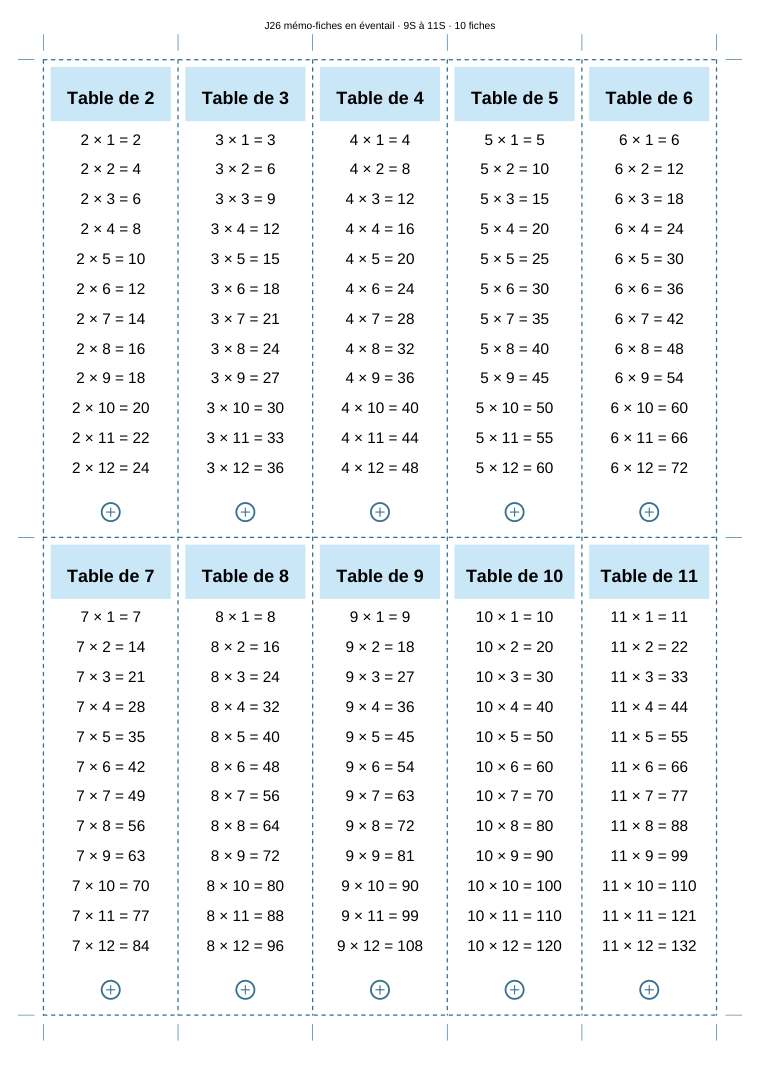 J26 mémo-fiches en éventail · 9S à 11S · 10 fiches
Table de 2
2 × 1 = 2
2 × 2 = 4
2 × 3 = 6
2 × 4 = 8
2 × 5 = 10
2 × 6 = 12
2 × 7 = 14
2 × 8 = 16
2 × 9 = 18
2 × 10 = 20
2 × 11 = 22
2 × 12 = 24
Table de 3
3 × 1 = 3
3 × 2 = 6
3 × 3 = 9
3 × 4 = 12
3 × 5 = 15
3 × 6 = 18
3 × 7 = 21
3 × 8 = 24
3 × 9 = 27
3 × 10 = 30
3 × 11 = 33
3 × 12 = 36
Table de 4
4 × 1 = 4
4 × 2 = 8
4 × 3 = 12
4 × 4 = 16
4 × 5 = 20
4 × 6 = 24
4 × 7 = 28
4 × 8 = 32
4 × 9 = 36
4 × 10 = 40
4 × 11 = 44
4 × 12 = 48
Table de 5
5 × 1 = 5
5 × 2 = 10
5 × 3 = 15
5 × 4 = 20
5 × 5 = 25
5 × 6 = 30
5 × 7 = 35
5 × 8 = 40
5 × 9 = 45
5 × 10 = 50
5 × 11 = 55
5 × 12 = 60
Table de 6
6 × 1 = 6
6 × 2 = 12
6 × 3 = 18
6 × 4 = 24
6 × 5 = 30
6 × 6 = 36
6 × 7 = 42
6 × 8 = 48
6 × 9 = 54
6 × 10 = 60
6 × 11 = 66
6 × 12 = 72
Table de 7
7 × 1 = 7
7 × 2 = 14
7 × 3 = 21
7 × 4 = 28
7 × 5 = 35
7 × 6 = 42
7 × 7 = 49
7 × 8 = 56
7 × 9 = 63
7 × 10 = 70
7 × 11 = 77
7 × 12 = 84
Table de 8
8 × 1 = 8
8 × 2 = 16
8 × 3 = 24
8 × 4 = 32
8 × 5 = 40
8 × 6 = 48
8 × 7 = 56
8 × 8 = 64
8 × 9 = 72
8 × 10 = 80
8 × 11 = 88
8 × 12 = 96
Table de 9
9 × 1 = 9
9 × 2 = 18
9 × 3 = 27
9 × 4 = 36
9 × 5 = 45
9 × 6 = 54
9 × 7 = 63
9 × 8 = 72
9 × 9 = 81
9 × 10 = 90
9 × 11 = 99
9 × 12 = 108
Table de 10
10 × 1 = 10
10 × 2 = 20
10 × 3 = 30
10 × 4 = 40
10 × 5 = 50
10 × 6 = 60
10 × 7 = 70
10 × 8 = 80
10 × 9 = 90
10 × 10 = 100
10 × 11 = 110
10 × 12 = 120
Table de 11
11 × 1 = 11
11 × 2 = 22
11 × 3 = 33
11 × 4 = 44
11 × 5 = 55
11 × 6 = 66
11 × 7 = 77
11 × 8 = 88
11 × 9 = 99
11 × 10 = 110
11 × 11 = 121
11 × 12 = 132